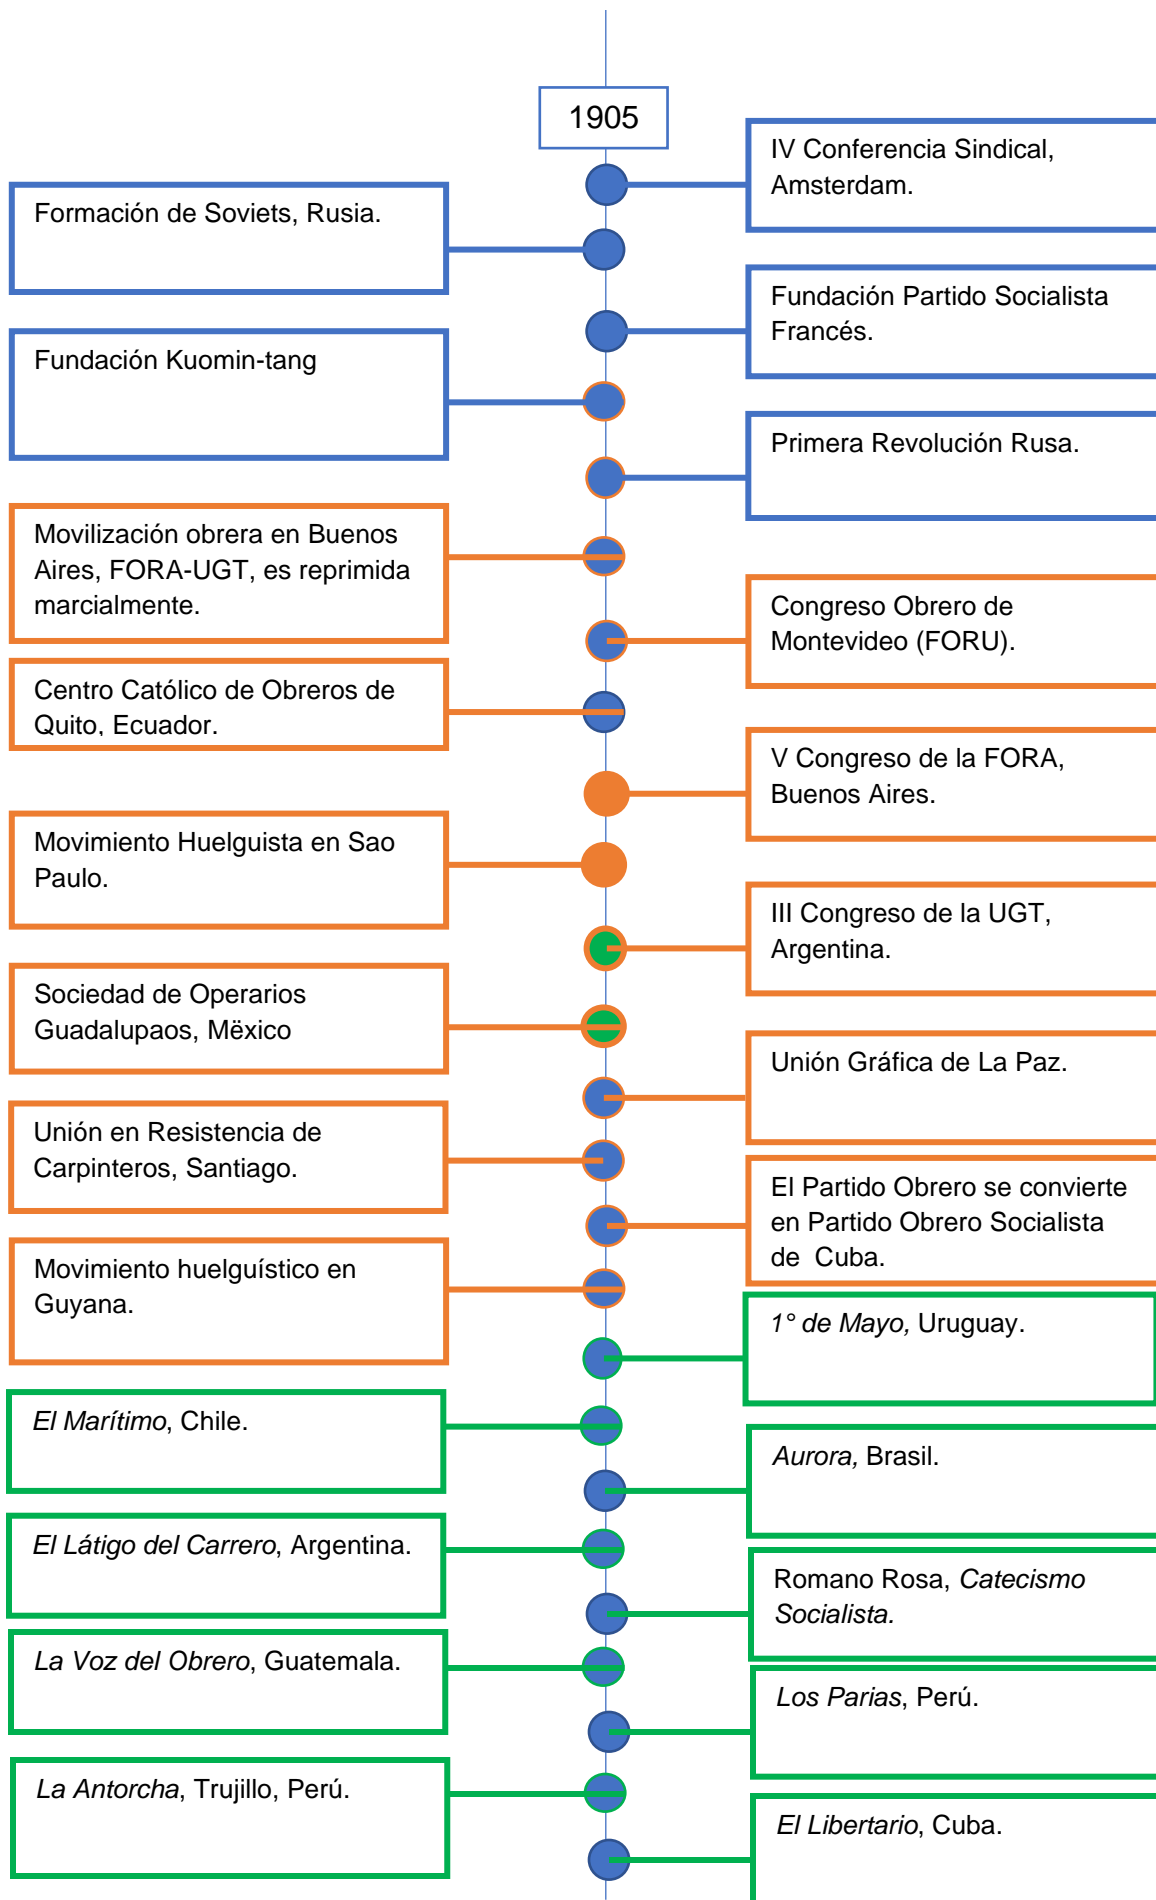 1905
IV Conferencia Sindical,
Amsterdam.
Formación de Soviets, Rusia.
Fundación Partido Socialista
Francés.
Fundación Kuomin-tang
Primera Revolución Rusa.
Movilización obrera en Buenos
Aires, FORA-UGT, es reprimida
marcialmente.
Congreso Obrero de
Montevideo (FORU).
Centro Católico de Obreros de
Quito, Ecuador.
V Congreso de la FORA,
Buenos Aires.
Movimiento Huelguista en Sao
Paulo.
III Congreso de la UGT,
Argentina.
Sociedad de Operarios
Guadalupaos, Mëxico
Unión Gráfica de La Paz.
Unión en Resistencia de
Carpinteros, Santiago.
El Partido Obrero se convierte
en Partido Obrero Socialista
de  Cuba.
Movimiento huelguístico en
Guyana.
1° de Mayo, Uruguay.
El Marítimo, Chile.
Aurora, Brasil.
El Látigo del Carrero, Argentina.
Romano Rosa, Catecismo
Socialista.
La Voz del Obrero, Guatemala.
Los Parias, Perú.
La Antorcha, Trujillo, Perú.
El Libertario, Cuba.